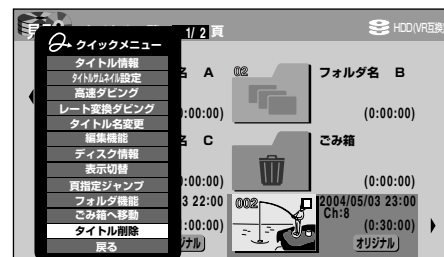 1/ 2 頁
HDD(VR互換)
クイックメニュー
タイトル情報
タイトルサムネイル設定
高速ダビング
レート変換ダビング
タイトル名変更
編集機能
ディスク情報
表示切替
頁指定ジャンプ
フォルダ機能
ごみ箱へ移動
タイトル削除
戻る
A
02
フォルダ名 B
:00:00)
(0:00:00)
C
ごみ箱
:00:00)
(0:00:00)
3 22:00
002
2004/05/03 23:00
Ch:8
:00:00)
(0:30:00)
ジナル
オリジナル